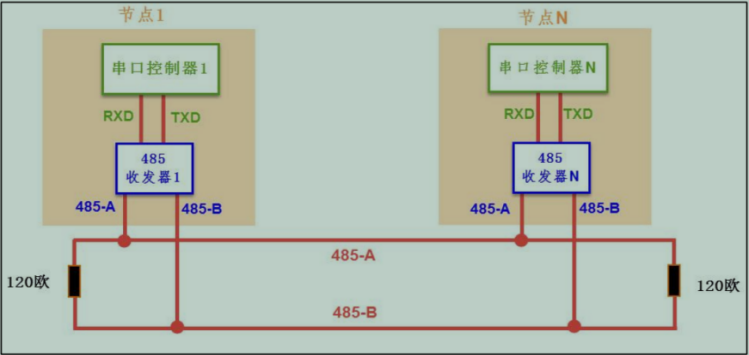 节点1
节点N
串口控制器1
串口控制器N
RXD
TXD
RXD
TXD
485
收发器1
485
收发器N
485-A
485-B
485-A
485-B
485-A
120欧
120欧
485-B